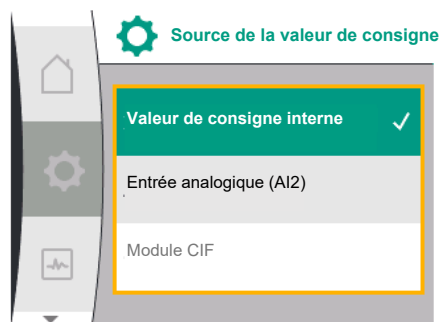 Source de la valeur de consigne
Valeur de consigne interne
Entrée analogique (AI2)
Module CIF